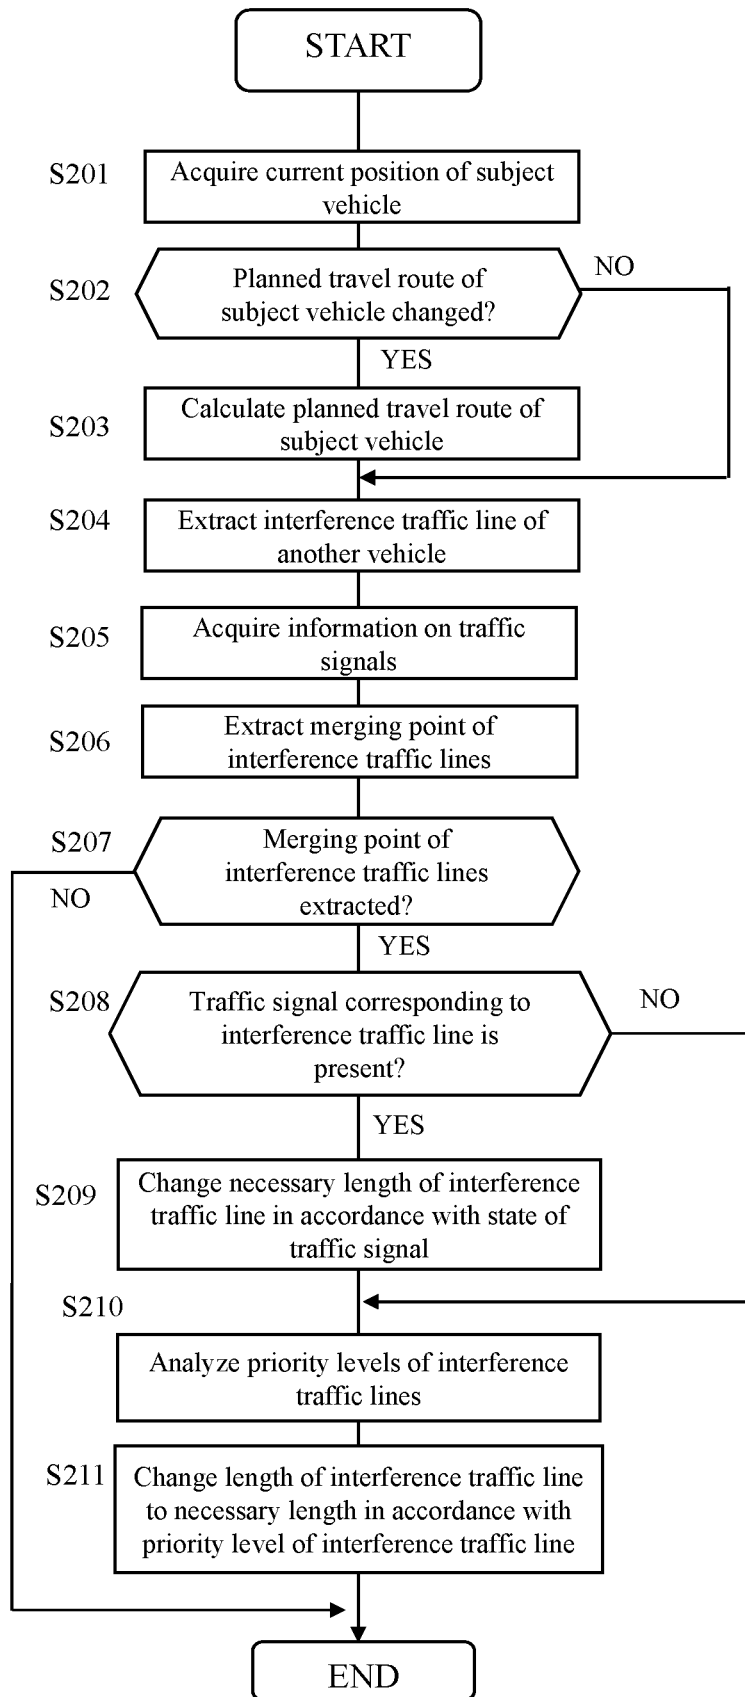 START
S201
Acquire current position of subject
vehicle
S202
Planned travel route of
subject vehicle changed?
NO
YES
S203
Calculate planned travel route of
subject vehicle
S204
Extract interference traffic line of
another vehicle
S205
Acquire information on traffic
signals
S206
Extract merging point of
interference traffic lines
S207
Merging point of
interference traffic lines
extracted?
NO
YES
S208
Traffic signal corresponding to
interference traffic line is
present?
NO
YES
S209
Change necessary length of interference
traffic line in accordance with state of
traffic signal
S210
Analyze priority levels of interference
traffic lines
S211
Change length of interference traffic line
to necessary length in accordance with
priority level of interference traffic line
END